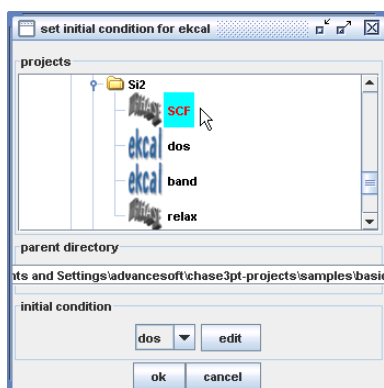 set initial condition for ekcal
projects
Si2
SCF
ekcal dos
ekcal band
relax
parent directory
nts and Settings\advancesoft\chase3pt-projects\samples\basic
initial condition
dos edit
ok cancel